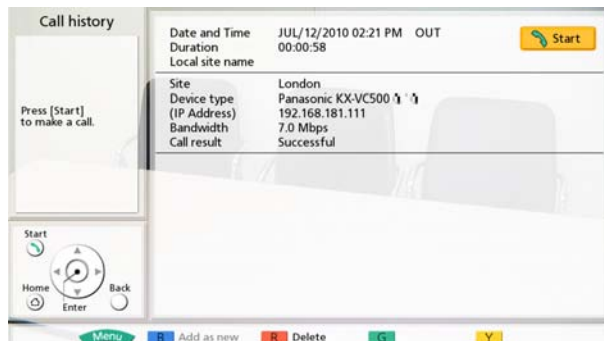 Call history
Press [Start]
to make a call.
Date and Time JUL/12/2010 02:21 PM OUT
Duration 00:00:58
Local site name
Start
Site London
Device type Panasonic KX-VC500
(IP Address) 192.168.181.111
Bandwidth 7.0 Mbps
Call result Successful
Start
Home
Back
Enter
Menu
B Add as new
R Delete
G
Y